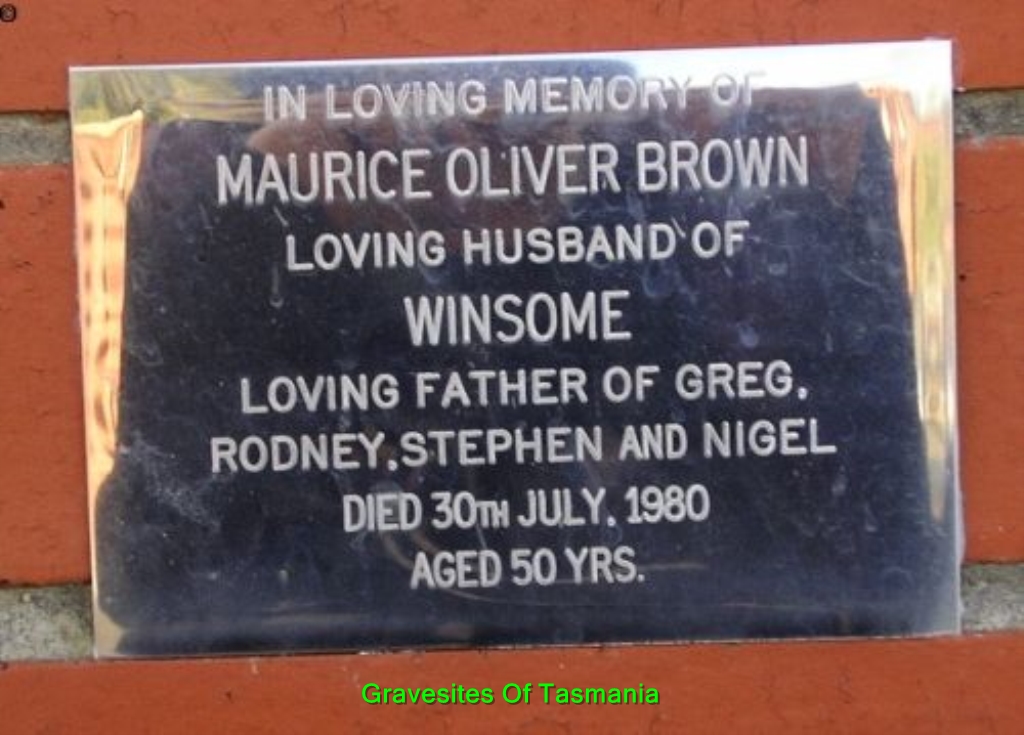 IN LOVING MEMORY OF
MAURICE OLIVER BROWN
LOVING HUSBAND OF
WINSOME
LOVING FATHER OF GREG,
RODNEY, STEPHEN AND NIGEL
DIED 30TH JULY, 1980
AGED 50 YRS.
Gravesites Of Tasmania